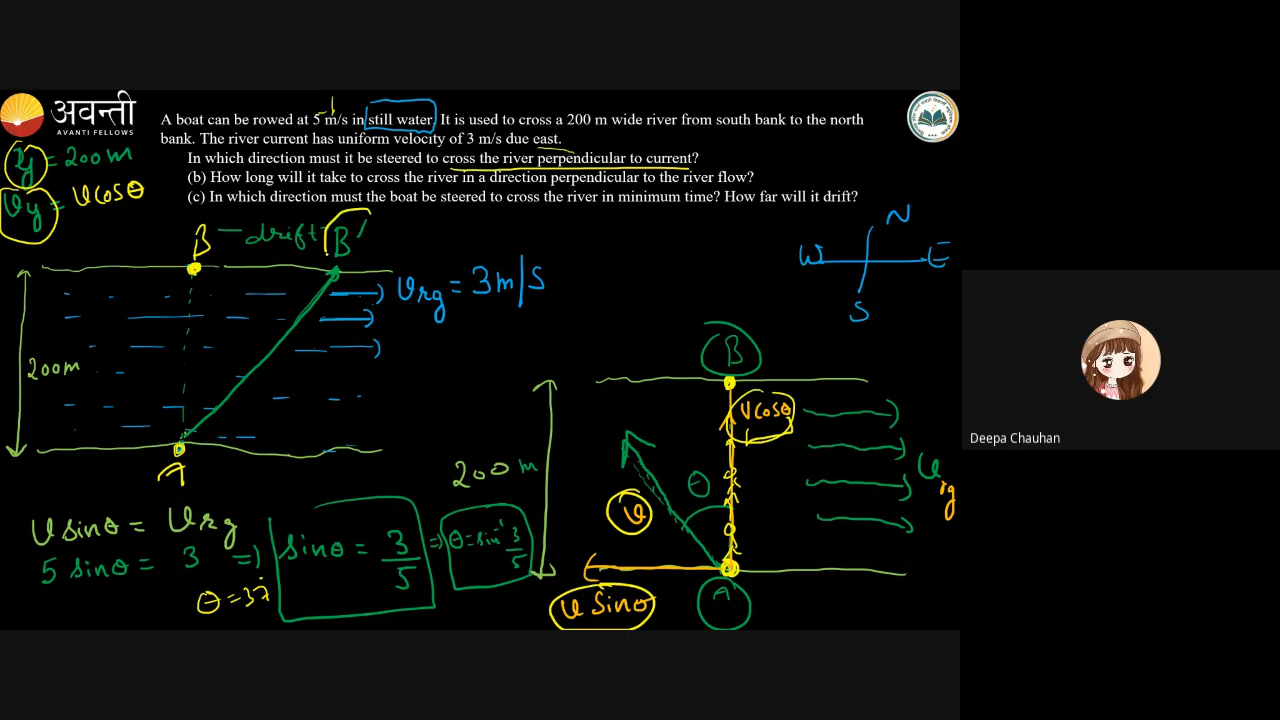 अवन्ती
AVANTI FELLOWS
A boat can be rowed at 5 m/s in still water. It is used to cross a 200 m wide river from south bank to the north
bank. The river current has uniform velocity of 3 m/s due east.
In which direction must it be steered to cross the river perpendicular to current?
(b) How long will it take to cross the river in a direction perpendicular to the river flow?
(c) In which direction must the boat be steered to cross the river in minimum time? How far will it drift?
= 200m
vy = vcosθ
B — drift B'
vrg = 3m/s
200m
A
N
W E
S
B
vcosθ
θ
v
vrg
200 m
v sinθ
A
v sinθ = vrg
5 sinθ = 3 ⇒ sinθ = 3/5 ⇒ θ = sin⁻¹ 3/5
θ = 37°
Deepa Chauhan